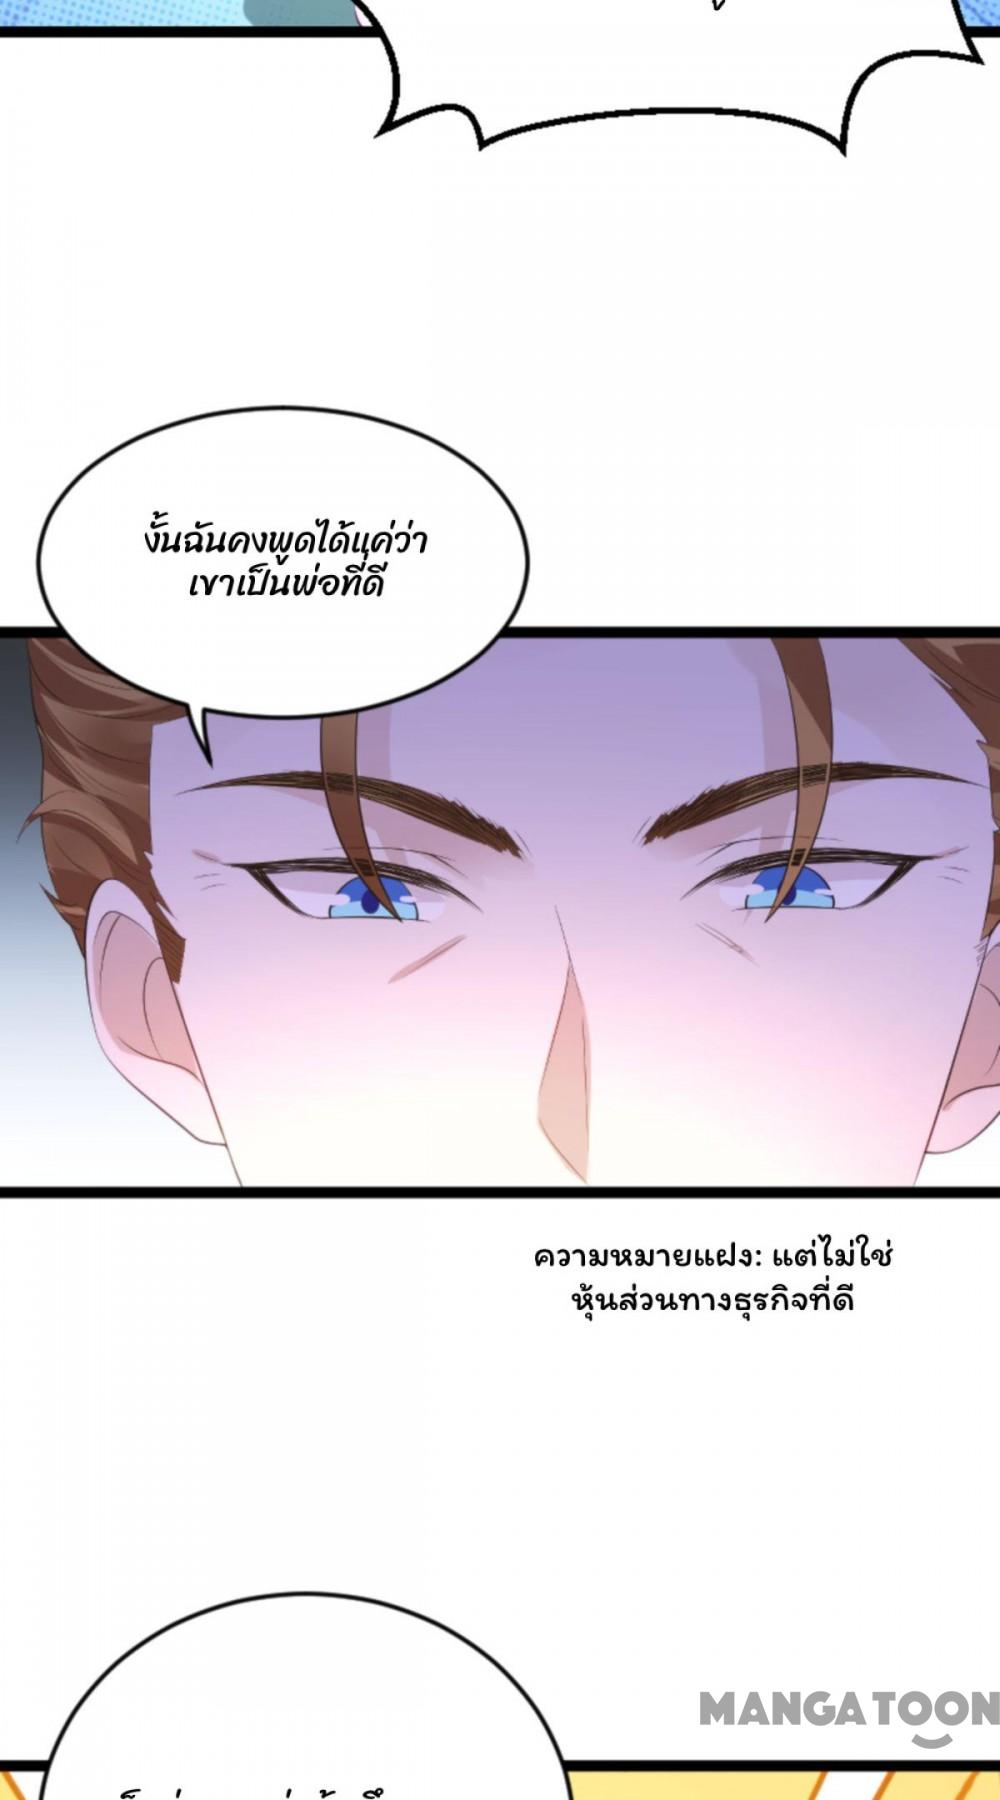 งั้นฉันคงพูดได้แค่ว่า
เขาเป็นพ่อที่ดี
ความหมายแฝง: แต่ไม่ใช่
หุ้นส่วนทางธุรกิจที่ดี
MANGATOON